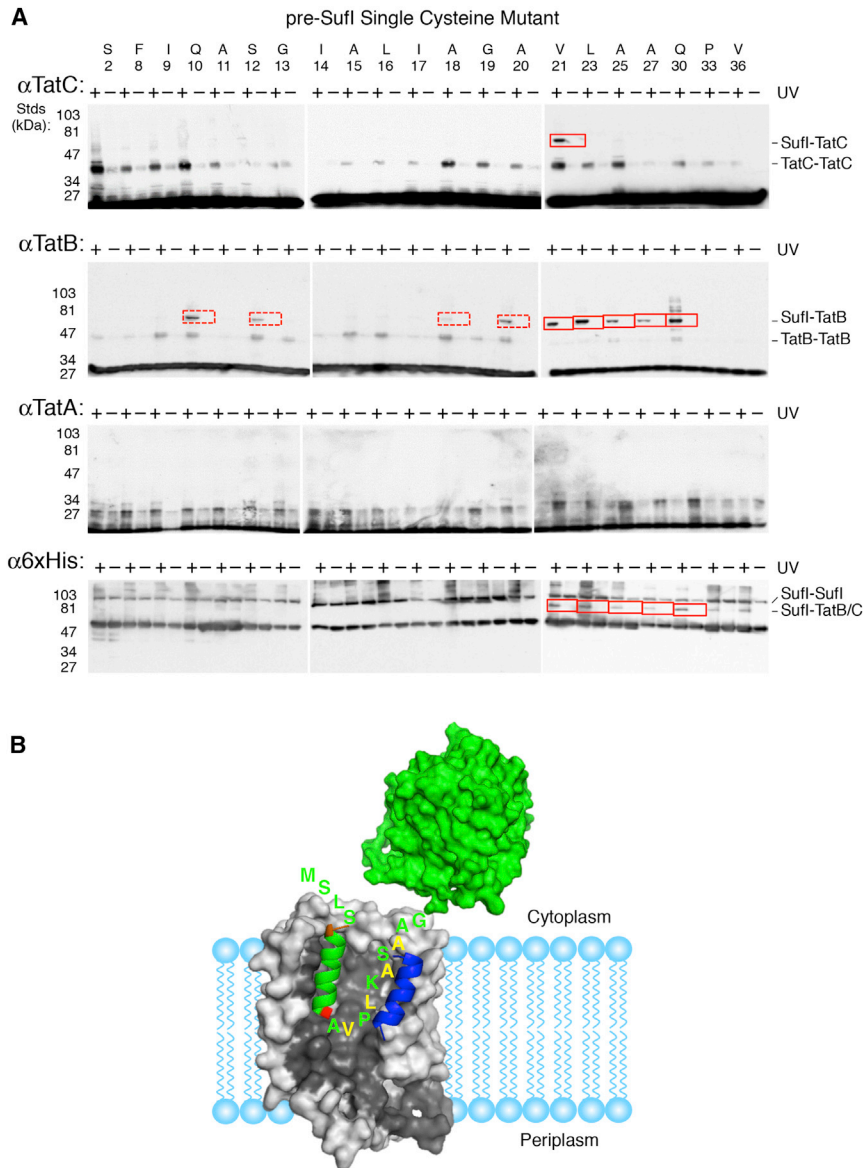 A
pre-SufI Single Cysteine Mutant
S F I Q A S G I A L I A G A V L A A Q P V
2 8 9 10 11 12 13 14 15 16 17 18 19 20 21 23 25 27 30 33 36
αTatC: + − + − + − + − + − + − + − + − + − + − + − + − + − + − + − + − + − + − + − + − + − UV
Stds
(kDa):
103
81
47
34
27
SufI-TatC
TatC-TatC
αTatB: + − + − + − + − + − + − + − + − + − + − + − + − + − + − + − + − + − + − + − + − + − UV
103
81
47
34
27
SufI-TatB
TatB-TatB
αTatA: + − + − + − + − + − + − + − + − + − + − + − + − + − + − + − + − + − + − + − + − + − UV
103
81
47
34
27
α6xHis: + − + − + − + − + − + − + − + − + − + − + − + − + − + − + − + − + − + − + − + − + − UV
103
81
47
34
27
SufI-SufI
SufI-TatB/C
B
M
S
L
S
G
A
A
S
A
K
L
P
V
A
Cytoplasm
Periplasm